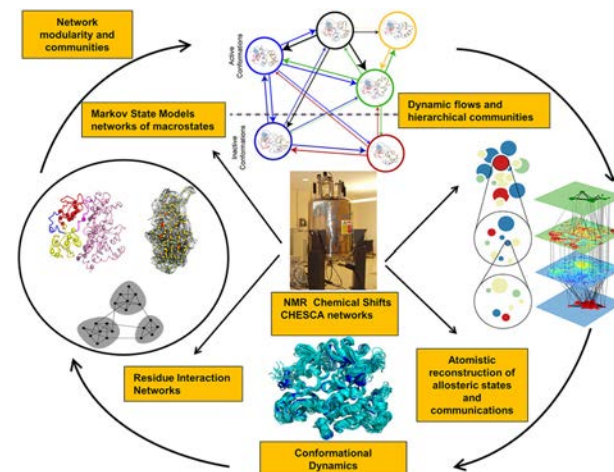 Network
modularity and
communities
Active
Conformations
Inactive
Conformations
Markov State Models
networks of macrostates
Dynamic flows and
hierarchical communities
NMR Chemical Shifts
CHESCA networks
Residue Interaction
Networks
Atomistic
reconstruction of
allosteric states
and
communications
Conformational
Dynamics